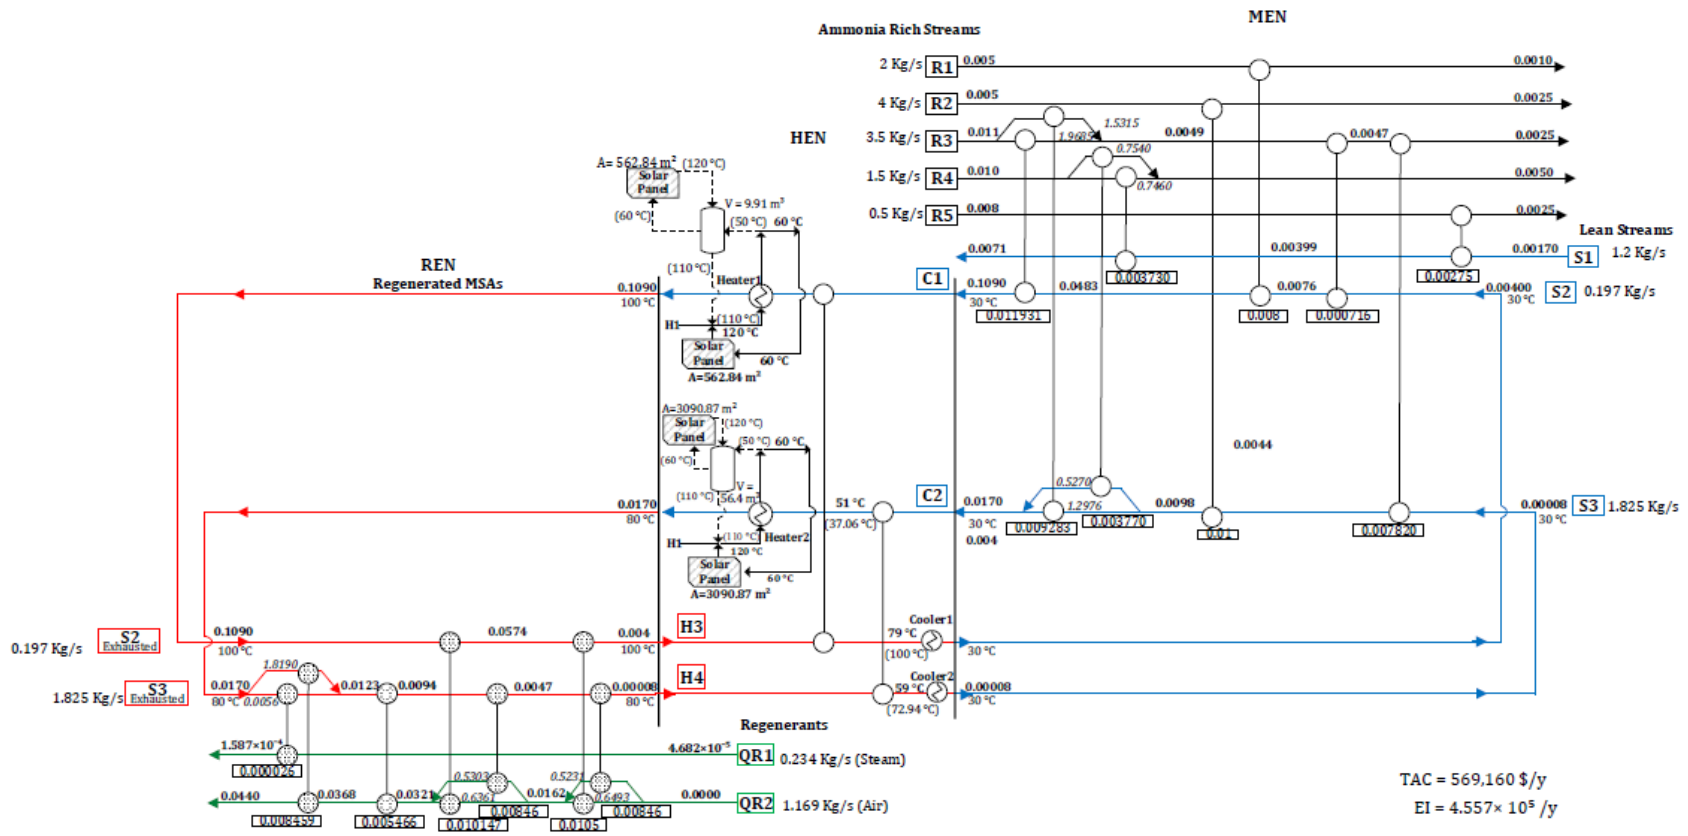 MEN
Ammonia Rich Streams
2 Kg/s R1 0.005 0.0010
4 Kg/s R2 0.005 0.0025
1.5315
3.5 Kg/s R3 0.011 1.9685 0.0049 0.0047 0.0025
HEN
0.7540
A= 562.84 m² (120 °C)
Solar
Panel
1.5 Kg/s R4 0.010 0.7460 0.0050
V = 9.91 m³
(60 °C) (50 °C) 60 °C
0.5 Kg/s R5 0.008 0.0025
Lean Streams
0.0071 0.00399 0.00170 S1 1.2 Kg/s
0.003730 0.00275
REN
Regenerated MSAs
(110 °C)
Heater1
C1
0.1090 0.1090 0.0483 0.0076 0.00400 S2 0.197 Kg/s
100 °C 30 °C 30 °C
0.011931 0.008 0.000716
H1 (110 °C)
120 °C
Solar
Panel 60 °C
A=562.84 m²
A=3090.87 m²
Solar
Panel
(120 °C)
(50 °C) 60 °C
0.0044
(60 °C)
V =
56.4 m³
(110 °C)
0.5270
C2
0.0170 51 °C 0.0170 1.2976 0.0098 0.00008 S3 1.825 Kg/s
80 °C (37.06 °C) 30 °C 30 °C
0.009283 0.003770 0.01 0.007820
0.004
(110 °C) Heater2
H1 120 °C
Solar
Panel 60 °C
A=3090.87 m²
0.197 Kg/s S2 Exhausted 0.1090 0.0574 0.004 H3 Cooler1
100 °C 100 °C 79 °C 30 °C
(100 °C)
1.8190
1.825 Kg/s S3 Exhausted 0.0170 0.0123 0.0094 0.0047 0.00008 H4 Cooler2
80 °C 0.0056 80 °C 59 °C 0.00008
(72.94 °C) 30 °C
Regenerants
1.587×10⁻⁴ 4.682×10⁻⁵ QR1 0.234 Kg/s (Steam)
0.000026
0.5303 0.5231
0.0440 0.0368 0.0321 0.6361 0.0162 0.6493 0.0000 QR2 1.169 Kg/s (Air)
0.008459 0.005466 0.010147 0.00846 0.0105 0.00846
TAC = 569,160 $/y
EI = 4.557× 10⁵ /y